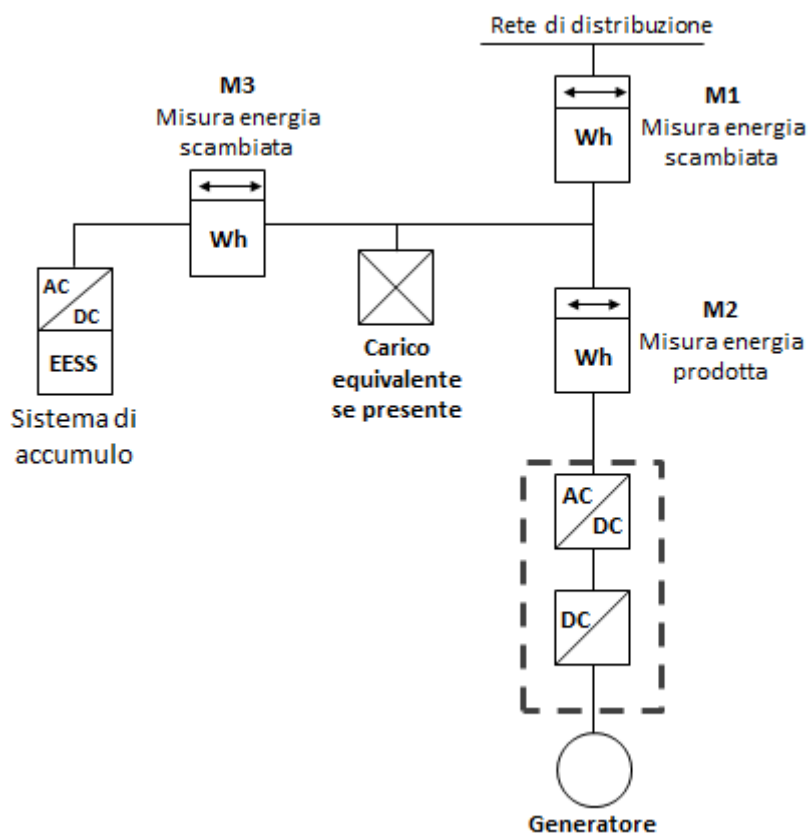 Rete di distribuzione
M3
Misura energia
scambiata
Wh
M1
Misura energia
scambiata
Wh
AC
DC
EESS
Sistema di
accumulo
Carico
equivalente
se presente
M2
Misura energia
prodotta
Wh
AC
DC
DC
Generatore